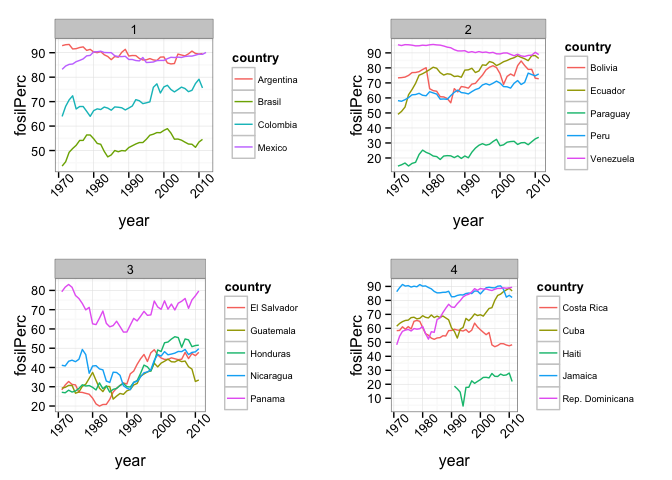 1
fosilPerc
90
80
70
60
50
1970
1980
1990
2000
2010
year
country
Argentina
Brasil
Colombia
Mexico
2
fosilPerc
90
80
70
60
50
40
30
20
1970
1980
1990
2000
2010
year
country
Bolivia
Ecuador
Paraguay
Peru
Venezuela
3
fosilPerc
80
70
60
50
40
30
20
1970
1980
1990
2000
2010
year
country
El Salvador
Guatemala
Honduras
Nicaragua
Panama
4
fosilPerc
90
80
70
60
50
40
30
20
10
1970
1980
1990
2000
2010
year
country
Costa Rica
Cuba
Haiti
Jamaica
Rep. Dominicana